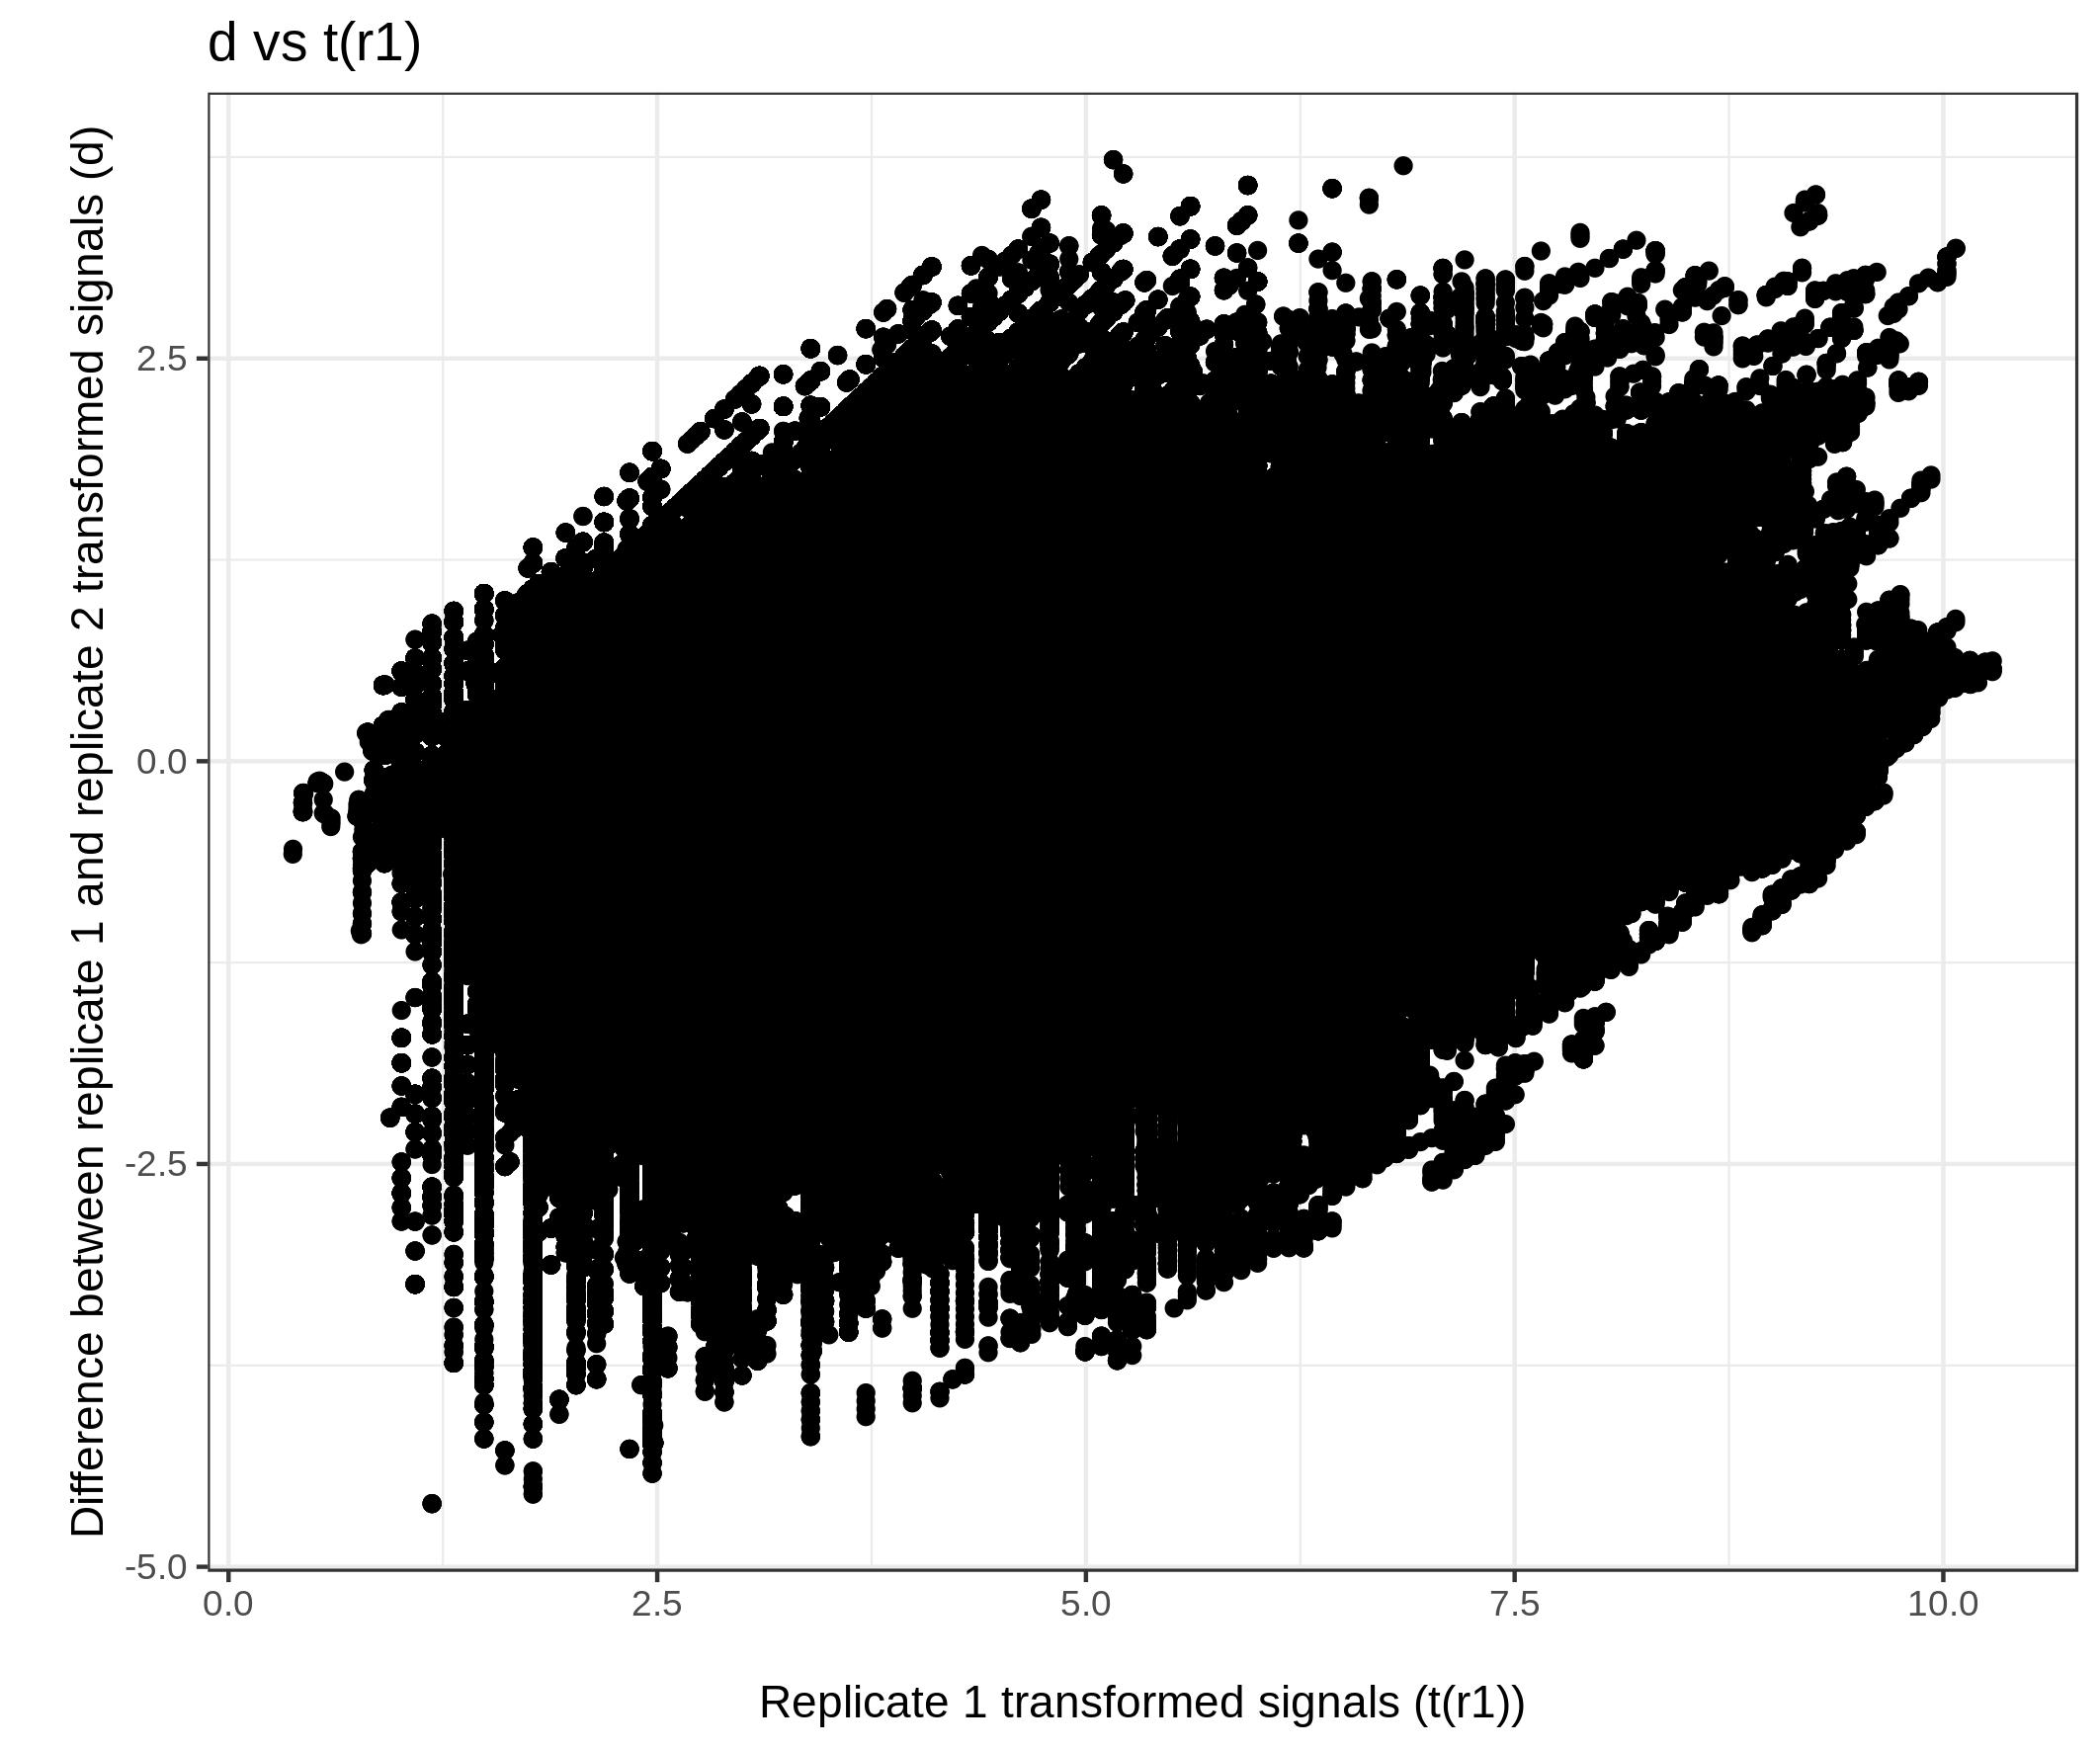 d vs t(r1)
Difference between replicate 1 and replicate 2 transformed signals (d)
2.5
0.0
-2.5
-5.0
0.0 2.5 5.0 7.5 10.0
Replicate 1 transformed signals (t(r1))